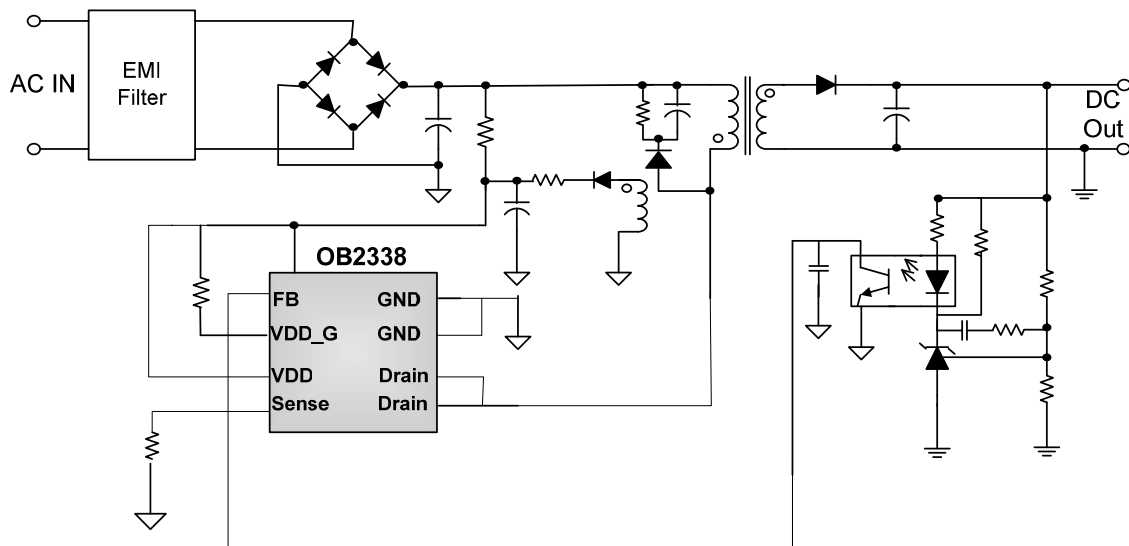 AC IN
EMI
Filter
DC
Out
OB2338
FB GND
VDD_G GND
VDD Drain
Sense Drain